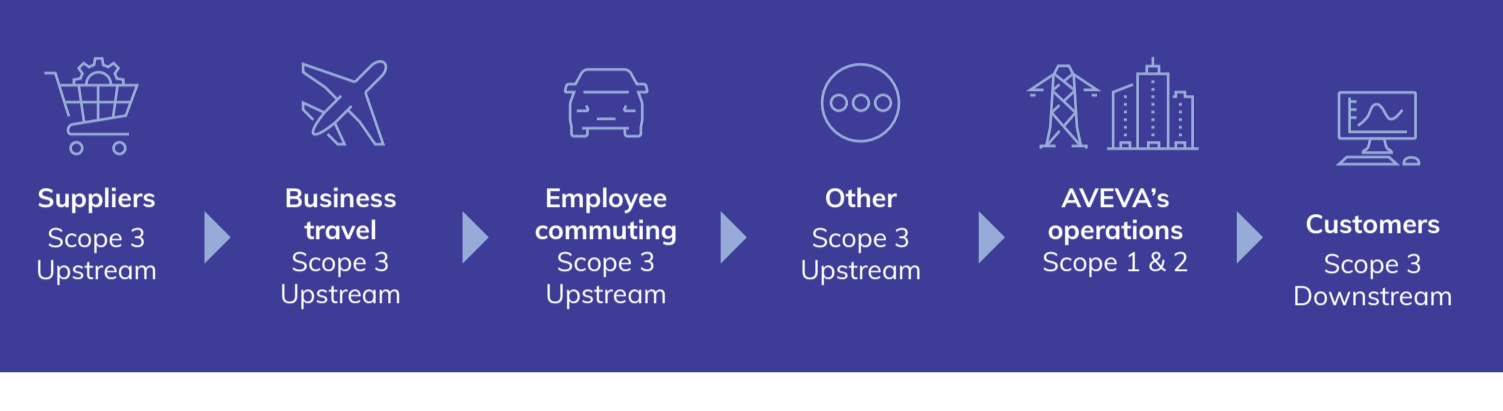 Suppliers
Scope 3
Upstream
Business
travel
Scope 3
Upstream
Employee
commuting
Scope 3
Upstream
Other
Scope 3
Upstream
AVEVA’s
operations
Scope 1 & 2
Customers
Scope 3
Downstream